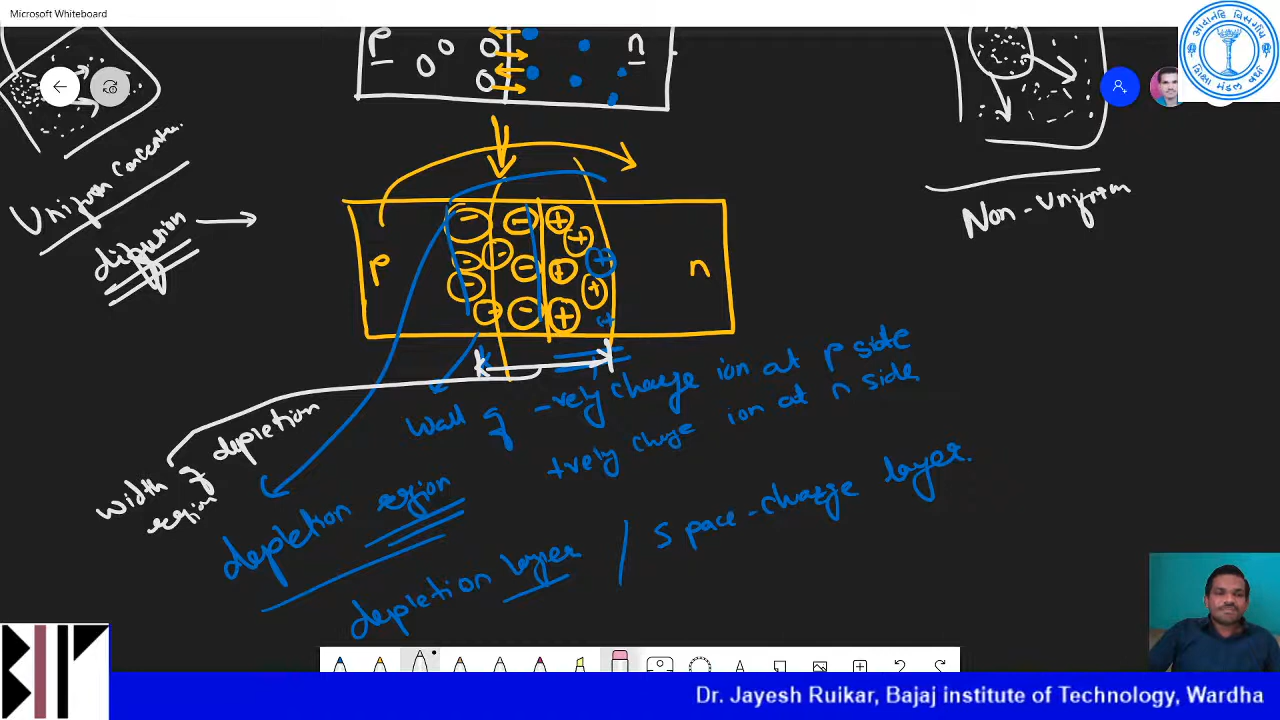 Microsoft Whiteboard
p
n
Uniform
diffusion
Non-uniform
p
n
Wall of -vely charge ion at p side
+vely charge ion at n side
width of depletion
region
depletion region
depletion layer / Space-charge layer.
BIT
Dr. Jayesh Ruikar, Bajaj institute of Technology, Wardha